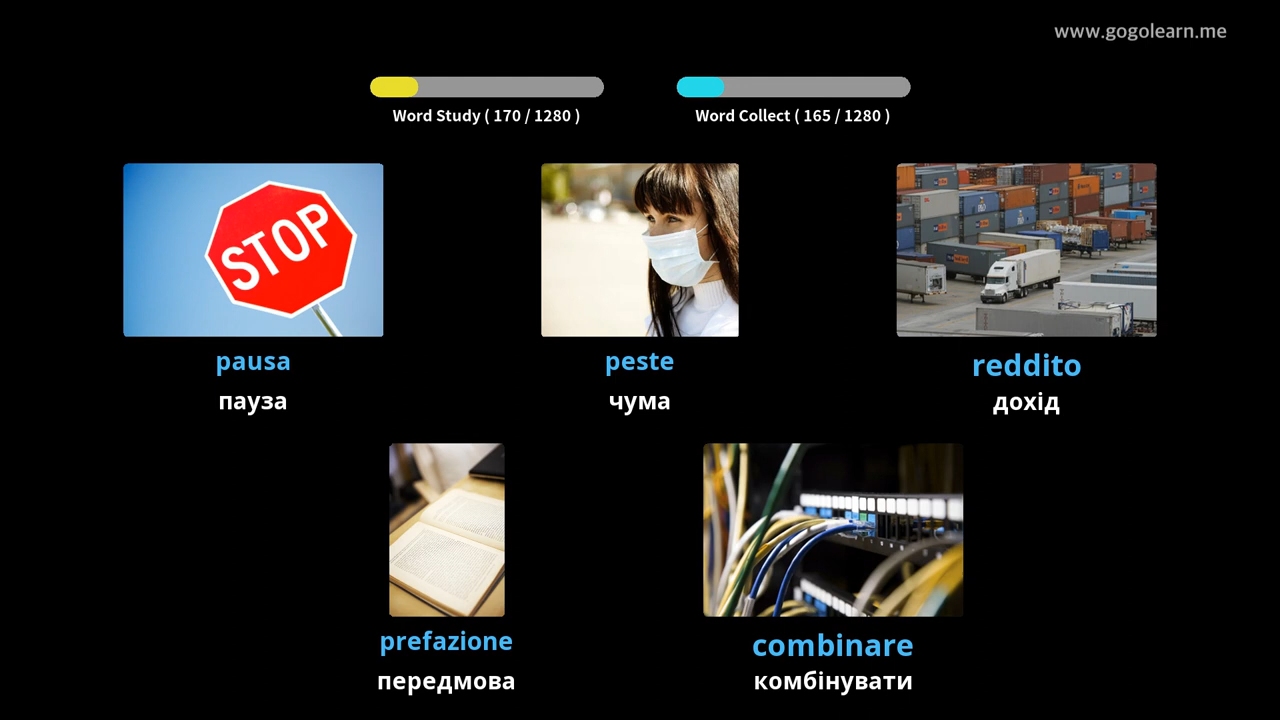 www.gogolearn.me
Word Study ( 170 / 1280 )
Word Collect ( 165 / 1280 )
STOP
pausa
пауза
peste
чума
reddito
дохід
prefazione
передмова
combinare
комбінувати